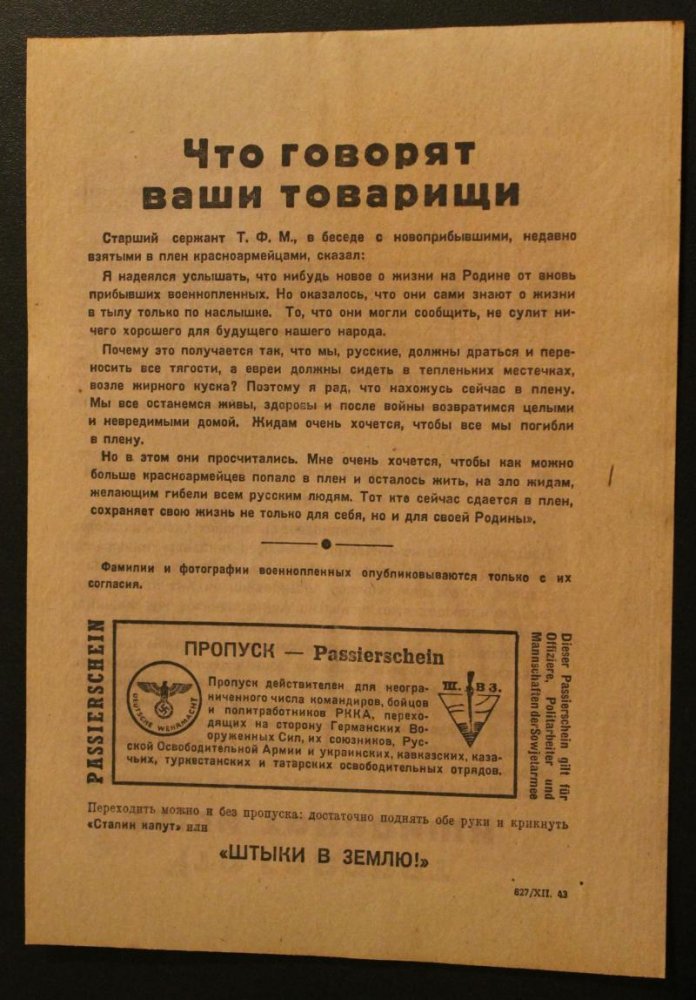 Что говорят
ваши товарищи
Старший сержант Т. Ф. М., в беседе с новоприбывшими, недавно
взятыми в плен красноармейцами, сказал:
Я надеялся услышать, что нибудь новое о жизни на Родине от вновь
прибывших военнопленных. Но оказалось, что они сами знают о жизни
в тылу только по наслышке. То, что они могли сообщить, не сулит ни-
чего хорошего для будущего нашего народа.
Почему это получается так, что мы, русские, должны драться и пере-
носить все тягости, а евреи должны сидеть в тепленьких местечках,
возле жирного куска? Поэтому я рад, что нахожусь сейчас в плену.
Мы все останемся живы, здоровы и после войны возвратимся целыми
и невредимыми домой. Жидам очень хочется, чтобы все мы погибли
в плену.
Но в этом они просчитались. Мне очень хочется, чтобы как можно
больше красноармейцев попало в плен и осталось жить, на зло жидам,
желающим гибели всем русским людям. Тот кто сейчас сдается в плен,
сохраняет свою жизнь не только для себя, но и для своей Родины».
Фамилии и фотографии военнопленных опубликовываются только с их
согласия.
PASSIERSCHEIN
ПРОПУСК — Passierschein
DEUTSCHE WEHRMACHT
Пропуск действителен для неогра-
ниченного числа командиров, бойцов
и политработников РККА, перехо-
дящих на сторону Германских Во-
оруженных Сил, их союзников, Рус-
ской Освободительной Армии и украинских, кавказских, каза-
чьих, туркестанских и татарских освободительных отрядов.
Ш. В З.
Dieser Passierschein gilt für
Offiziere, Politarbeiter und
Mannschaften der Sowjetarmee
Переходить можно и без пропуска: достаточно поднять обе руки и крикнуть
«Сталин капут» или
«ШТЫКИ В ЗЕМЛЮ!»
827/XII. 43